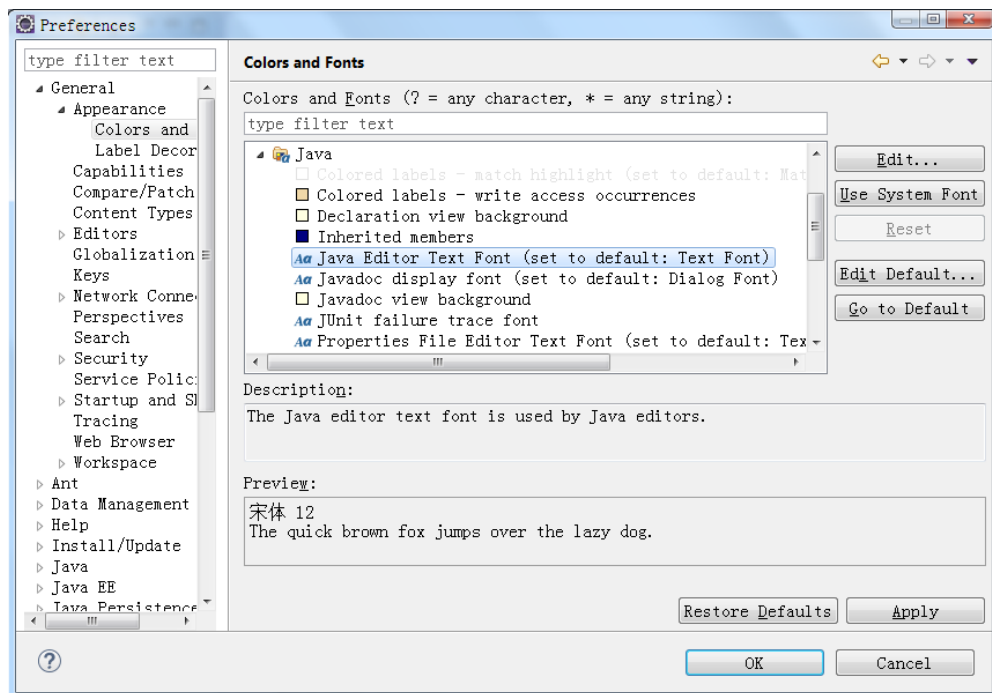 Preferences
type filter text
General
Appearance
Colors and
Label Decor
Capabilities
Compare/Patch
Content Types
Editors
Globalization
Keys
Network Conne
Perspectives
Search
Security
Service Polic
Startup and Sh
Tracing
Web Browser
Workspace
Ant
Data Management
Help
Install/Update
Java
Java EE
Java Persistence
Colors and Fonts
Colors and Fonts (? = any character, * = any string):
type filter text
Java
Colored labels - match highlight (set to default: Mat
Colored labels - write access occurrences
Declaration view background
Inherited members
Aa Java Editor Text Font (set to default: Text Font)
Aa Javadoc display font (set to default: Dialog Font)
Javadoc view background
Aa JUnit failure trace font
Aa Properties File Editor Text Font (set to default: Tex
Edit...
Use System Font
Reset
Edit Default...
Go to Default
Description:
The Java editor text font is used by Java editors.
Preview:
宋体 12
The quick brown fox jumps over the lazy dog.
Restore Defaults
Apply
?
OK
Cancel